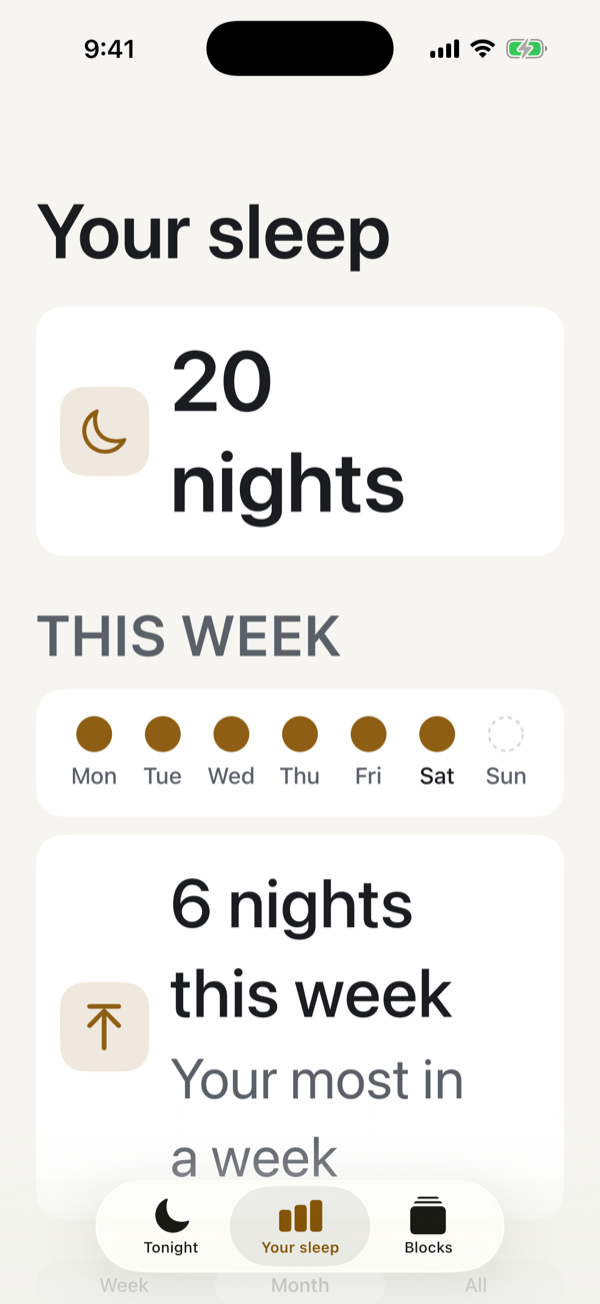 9:41
Your sleep
20
nights
THIS WEEK
Mon Tue Wed Thu Fri Sat Sun
6 nights
this week
Your most in
a week
Tonight Your sleep Blocks
Week Month All